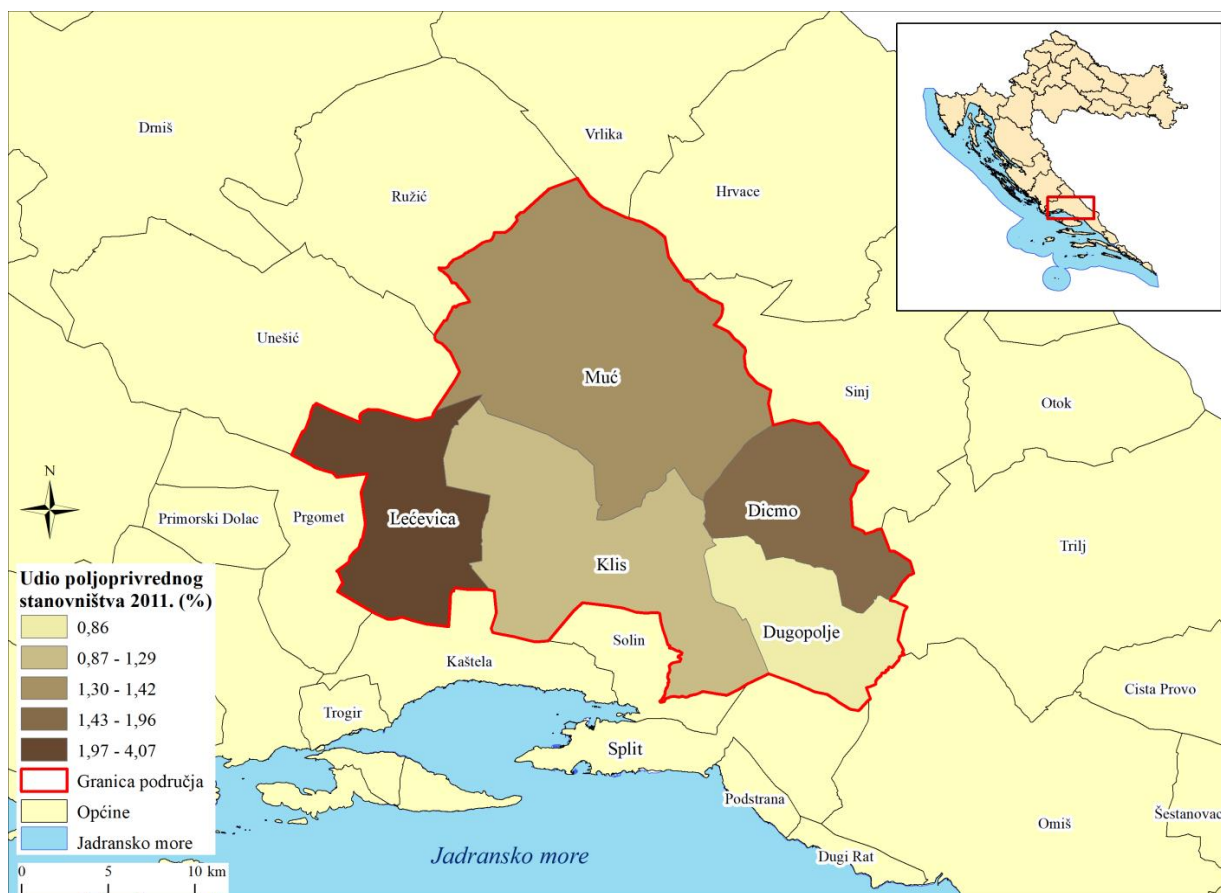 Drniš
Vrlika
Ružić
Hrvace
Unešić
Muć
Sinj
Otok
N
Primorski Dolac
Prgomet
Lećevica
Dicmo
Trilj
Klis
Udio poljoprivrednog
stanovništva 2011. (%)
0,86
0,87 - 1,29
1,30 - 1,42
1,43 - 1,96
1,97 - 4,07
Granica područja
Općine
Jadransko more
0 5 10 km
Solin
Dugopolje
Kaštela
Cista Provo
Trogir
Split
Podstrana
Omiš
Šestanovac
Dugi Rat
Jadransko more